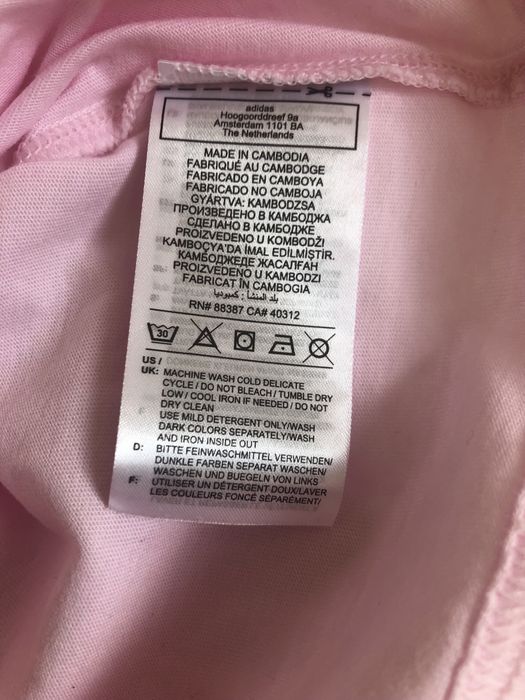 adidas
Hoogoorddreef 9a
Amsterdam 1101 BA
The Netherlands
MADE IN CAMBODIA
FABRIQUÉ AU CAMBODGE
FABRICADO EN CAMBOYA
FABRICADO NO CAMBOJA
GYÁRTVA: KAMBODZSA
ПРОИЗВЕДЕНО В КАМБОДЖА
СДЕЛАНО В КАМБОДЖЕ
PROIZVEDENO U KOMBODŽI
KAMBOÇYA'DA İMAL EDİLMİŞTİR.
КАМБОДЖЕДЕ ЖАСАЛҒАН
PROIZVEDENO U KAMBODZI
FABRICAT ÎN CAMBOGIA
بلد المنشأ : كمبوديا
RN# 88387 CA# 40312
30
US /
UK: MACHINE WASH COLD DELICATE
CYCLE / DO NOT BLEACH / TUMBLE DRY
LOW / COOL IRON IF NEEDED / DO NOT
DRY CLEAN
USE MILD DETERGENT ONLY/WASH
DARK COLORS SEPARATELY/WASH
AND IRON INSIDE OUT
D: BITTE FEINWASCHMITTEL VERWENDEN/
DUNKLE FARBEN SEPARAT WASCHEN/
WASCHEN UND BUEGELN VON LINKS
F: UTILISER UN DÉTERGENT DOUX/LAVER
LES COULEURS FONCÉ SÉPARÉMENT/